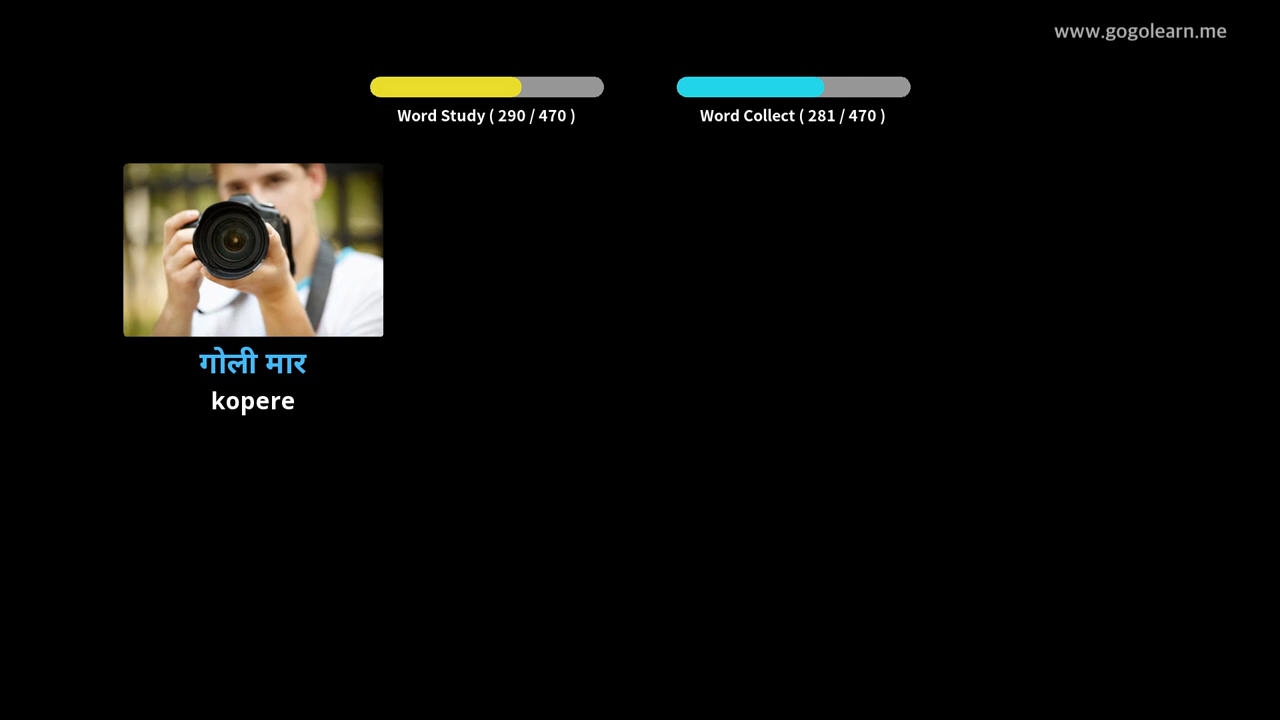 www.gogolearn.me
Word Study ( 290 / 470 )
Word Collect ( 281 / 470 )
गोली मार
kopere